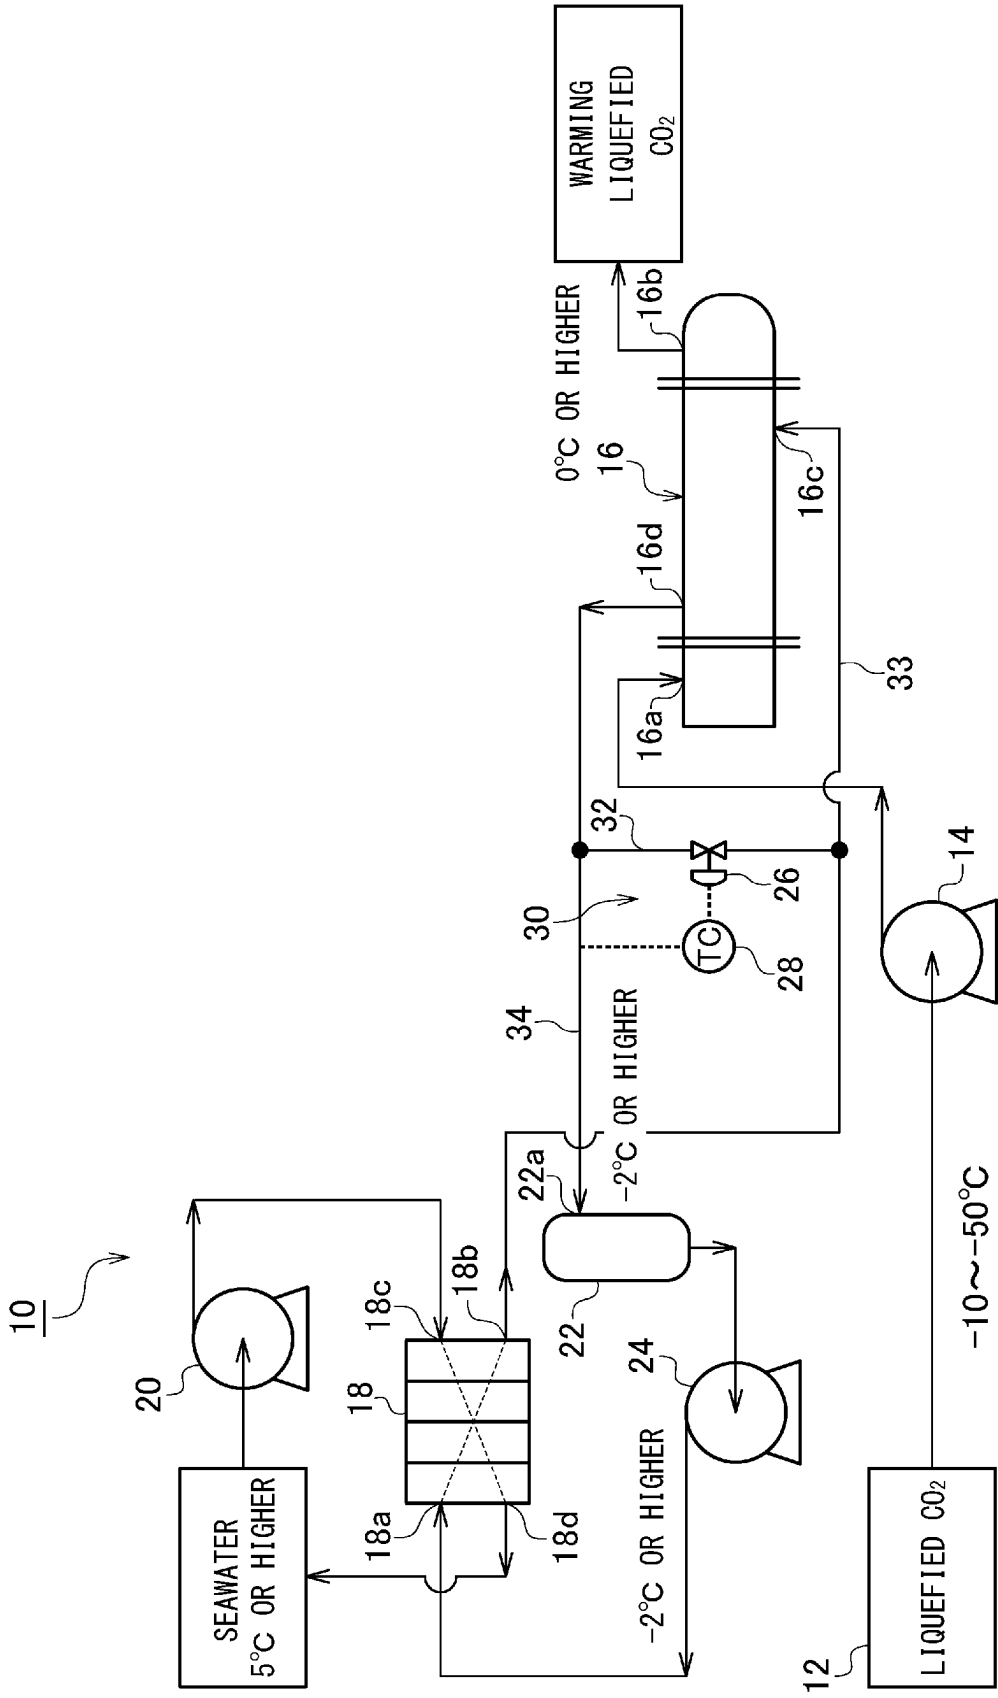 10
SEAWATER
5℃ OR HIGHER
20
18a
18
18c
18d
18b
22a
22
34
-2℃ OR HIGHER
30
32
TC
28
26
16a
16d
16
0℃ OR HIGHER
16b
16c
WARMING
LIQUEFIED
CO₂
33
-2℃ OR HIGHER
24
12
LIQUEFIED CO₂
-10～-50℃
14